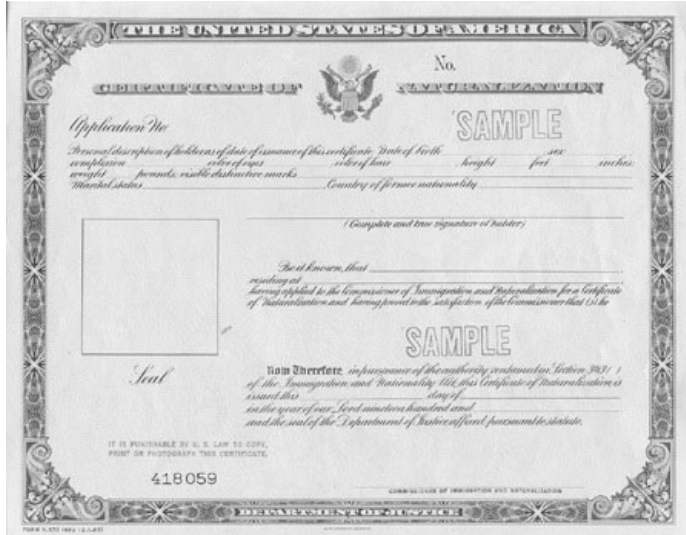 THE UNITED STATES OF AMERICA
No.
CERTIFICATE OF NATURALIZATION
Application No.
SAMPLE
Personal description of holder as of date of issuance of this certificate: Date of birth sex
complexion color of eyes color of hair height feet inches;
weight pounds; visible distinctive marks
Marital status Country of former nationality
(Complete and true signature of holder)
Be it known, that
residing at
having applied to the Commissioner of Immigration and Naturalization for a Certificate
of Naturalization and having proved to the satisfaction of the Commissioner that (s)he
SAMPLE
Seal
Now Therefore, in pursuance of the authority contained in Section
of the Immigration and Nationality Act, this Certificate of Naturalization is
issued this day of
in the year of our Lord nineteen hundred and
and the seal of the Department of Justice affixed pursuant to statute.
IT IS PUNISHABLE BY U. S. LAW TO COPY,
PRINT OR PHOTOGRAPH THIS CERTIFICATE.
418059
COMMISSIONER OF IMMIGRATION AND NATURALIZATION
DEPARTMENT OF JUSTICE